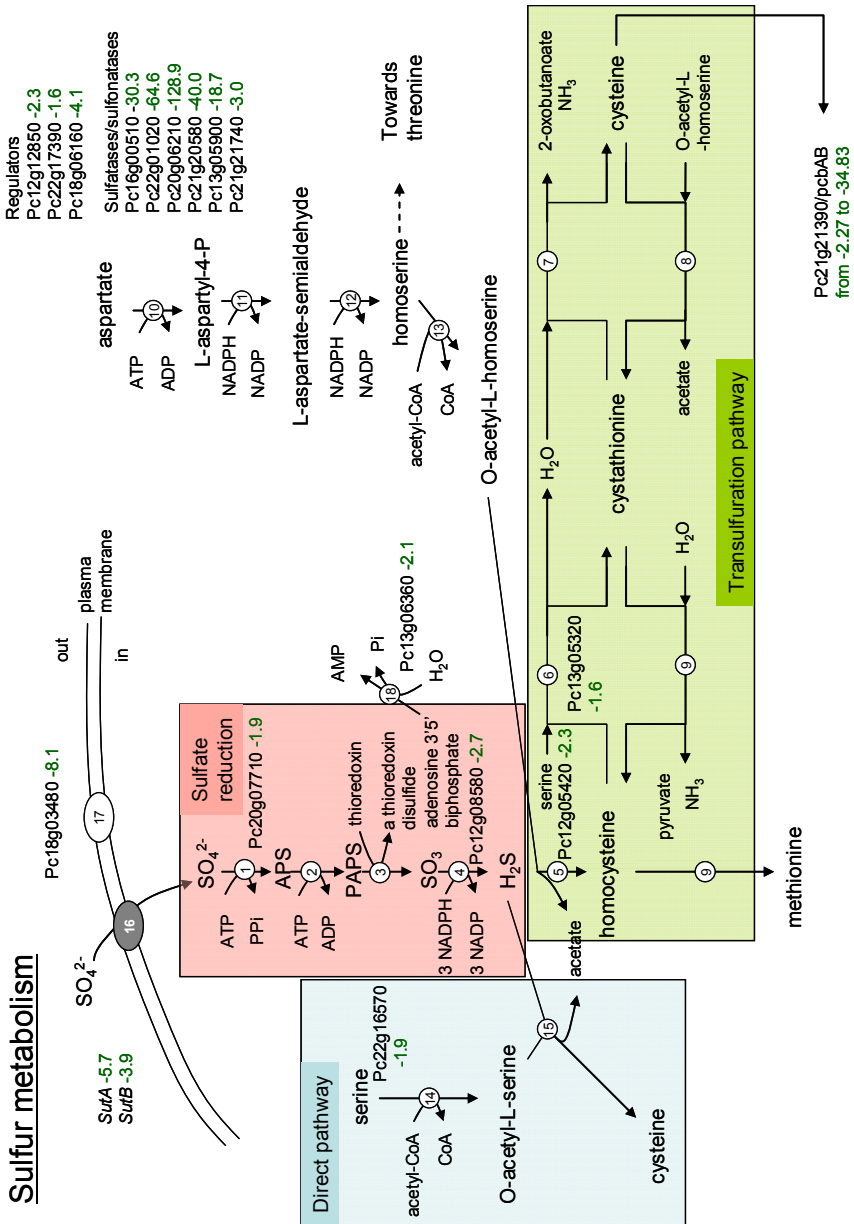 Sulfur metabolism
SutA -5.7
SutB -3.9
SO₄²⁻
16
17
Pc18g03480 -8.1
out
plasma
membrane
in
Regulators
Pc12g12850 -2.3
Pc22g17390 -1.6
Pc18g06160 -4.1
Sulfatases/sulfonatases
Pc16g00510 -30.3
Pc22g01020 -64.6
Pc20g06210 -128.9
Pc21g20580 -40.0
Pc13g05900 -18.7
Pc21g21740 -3.0
Sulfate
reduction
SO₄²⁻
ATP
1
Pc20g07710 -1.9
PPi
APS
ATP
2
ADP
PAPS
thioredoxin
3
a thioredoxin
disulfide
adenosine 3'5'
biphosphate
SO₃
3 NADPH
4
Pc12g08580 -2.7
3 NADP
H₂S
AMP
Pi
18
Pc13g06360 -2.1
H₂O
aspartate
ATP
10
ADP
L-aspartyl-4-P
NADPH
11
NADP
L-aspartate-semialdehyde
NADPH
12
NADP
homoserine
Towards
threonine
acetyl-CoA
13
CoA
O-acetyl-L-homoserine
Direct pathway
serine
Pc22g16570
-1.9
acetyl-CoA
14
CoA
O-acetyl-L-serine
15
cysteine
acetate
5
serine
Pc12g05420 -2.3
homocysteine
9
methionine
6
Pc13g05320
-1.6
pyruvate
NH₃
9
H₂O
H₂O
cystathionine
7
2-oxobutanoate
NH₃
cysteine
acetate
8
O-acetyl-L
-homoserine
Transulfuration pathway
Pc21g21390/pcbAB
from -2.27 to -34.83